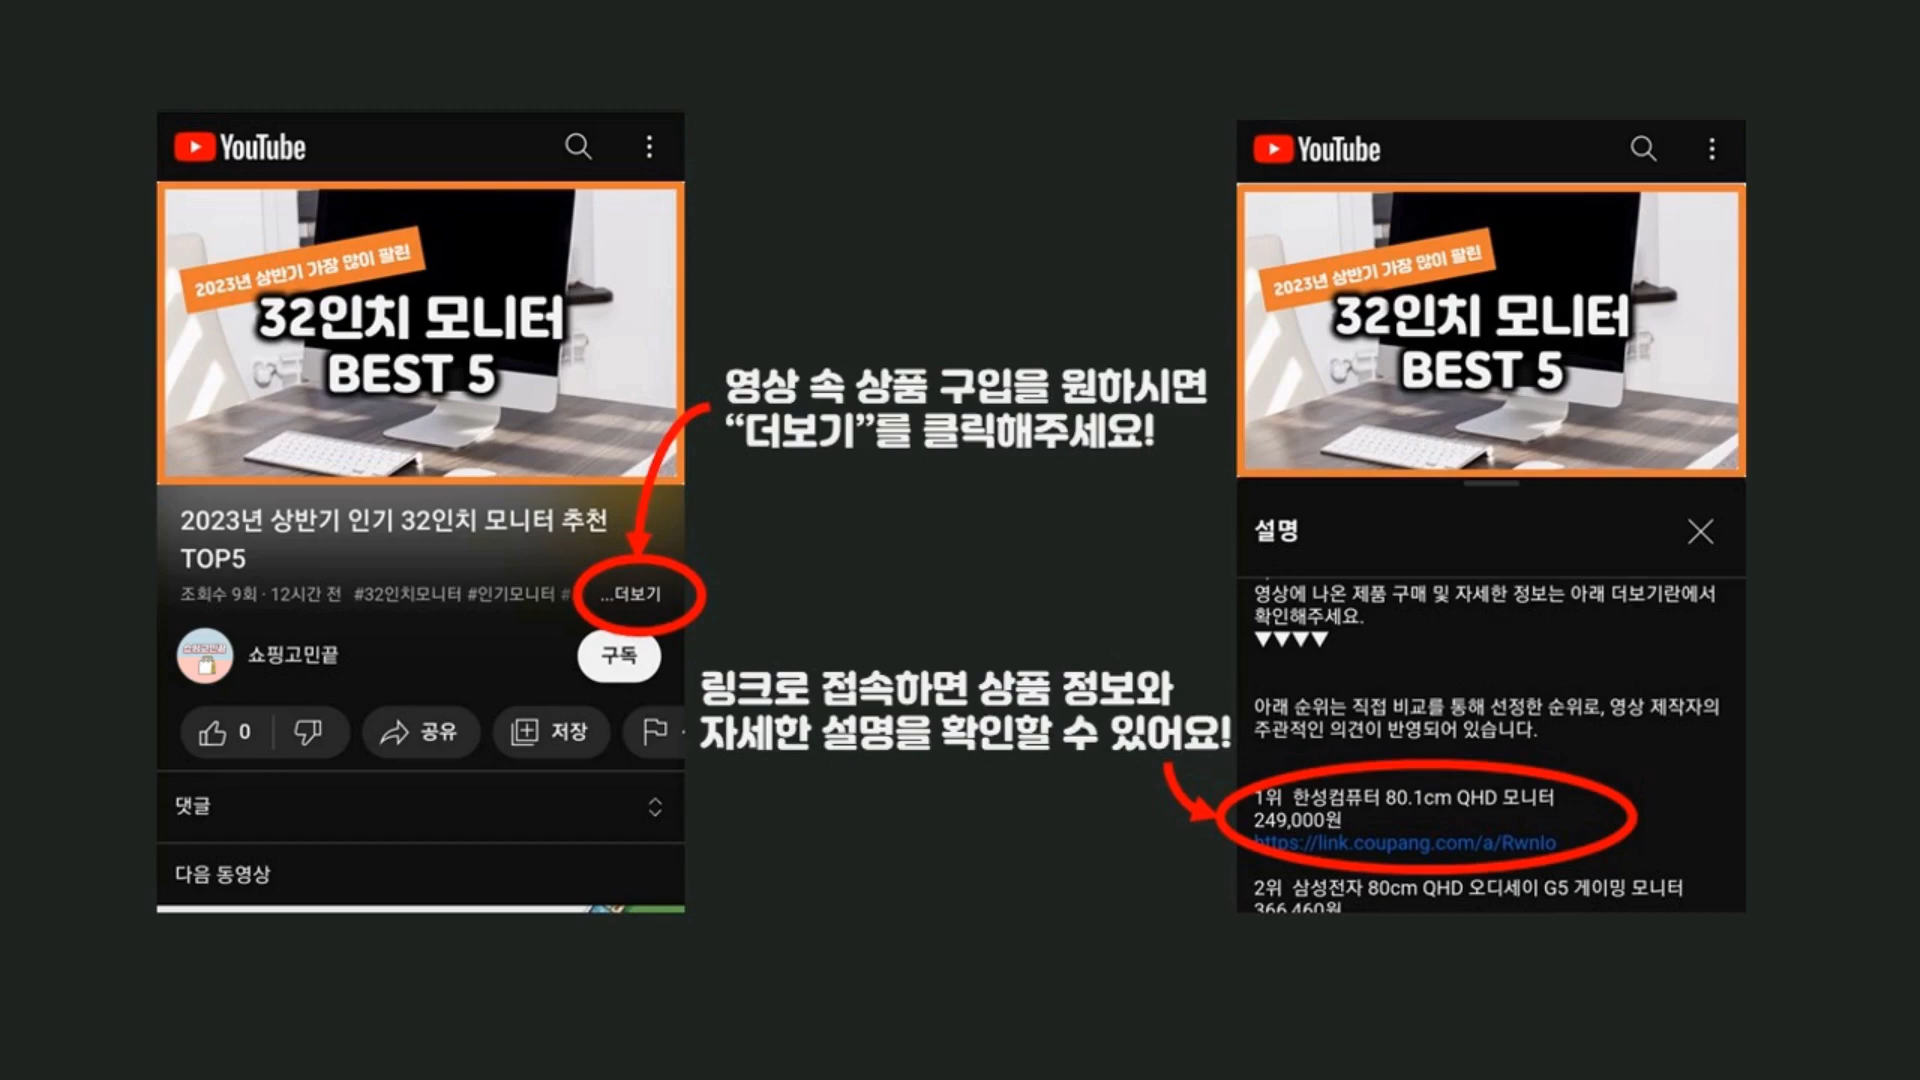 YouTube
2023년 상반기 가장 많이 팔린
32인치 모니터
BEST 5
2023년 상반기 인기 32인치 모니터 추천
TOP5
조회수 9회 · 12시간 전 #32인치모니터 #인기모니터 # ...더보기
쇼핑고민끝
쇼핑고민끝
구독
0
공유
저장
댓글
다음 동영상
영상 속 상품 구입을 원하시면
“더보기”를 클릭해주세요!
링크로 접속하면 상품 정보와
자세한 설명을 확인할 수 있어요!
YouTube
2023년 상반기 가장 많이 팔린
32인치 모니터
BEST 5
설명
영상에 나온 제품 구매 및 자세한 정보는 아래 더보기란에서
확인해주세요.
▼▼▼▼
아래 순위는 직접 비교를 통해 선정한 순위로, 영상 제작자의
주관적인 의견이 반영되어 있습니다.
1위 한성컴퓨터 80.1cm QHD 모니터
249,000원
https://link.coupang.com/a/Rwnlo
2위 삼성전자 80cm QHD 오디세이 G5 게이밍 모니터
366,460원